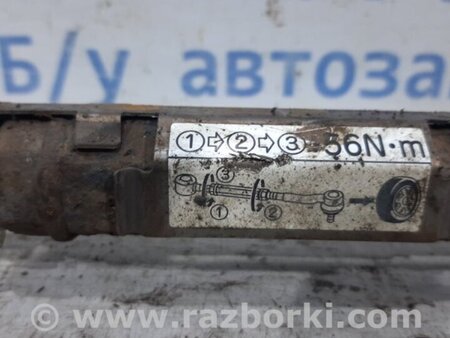 б/у автоза
①⇨②⇨③ 56N·m
③
① ②
www.razborki.com